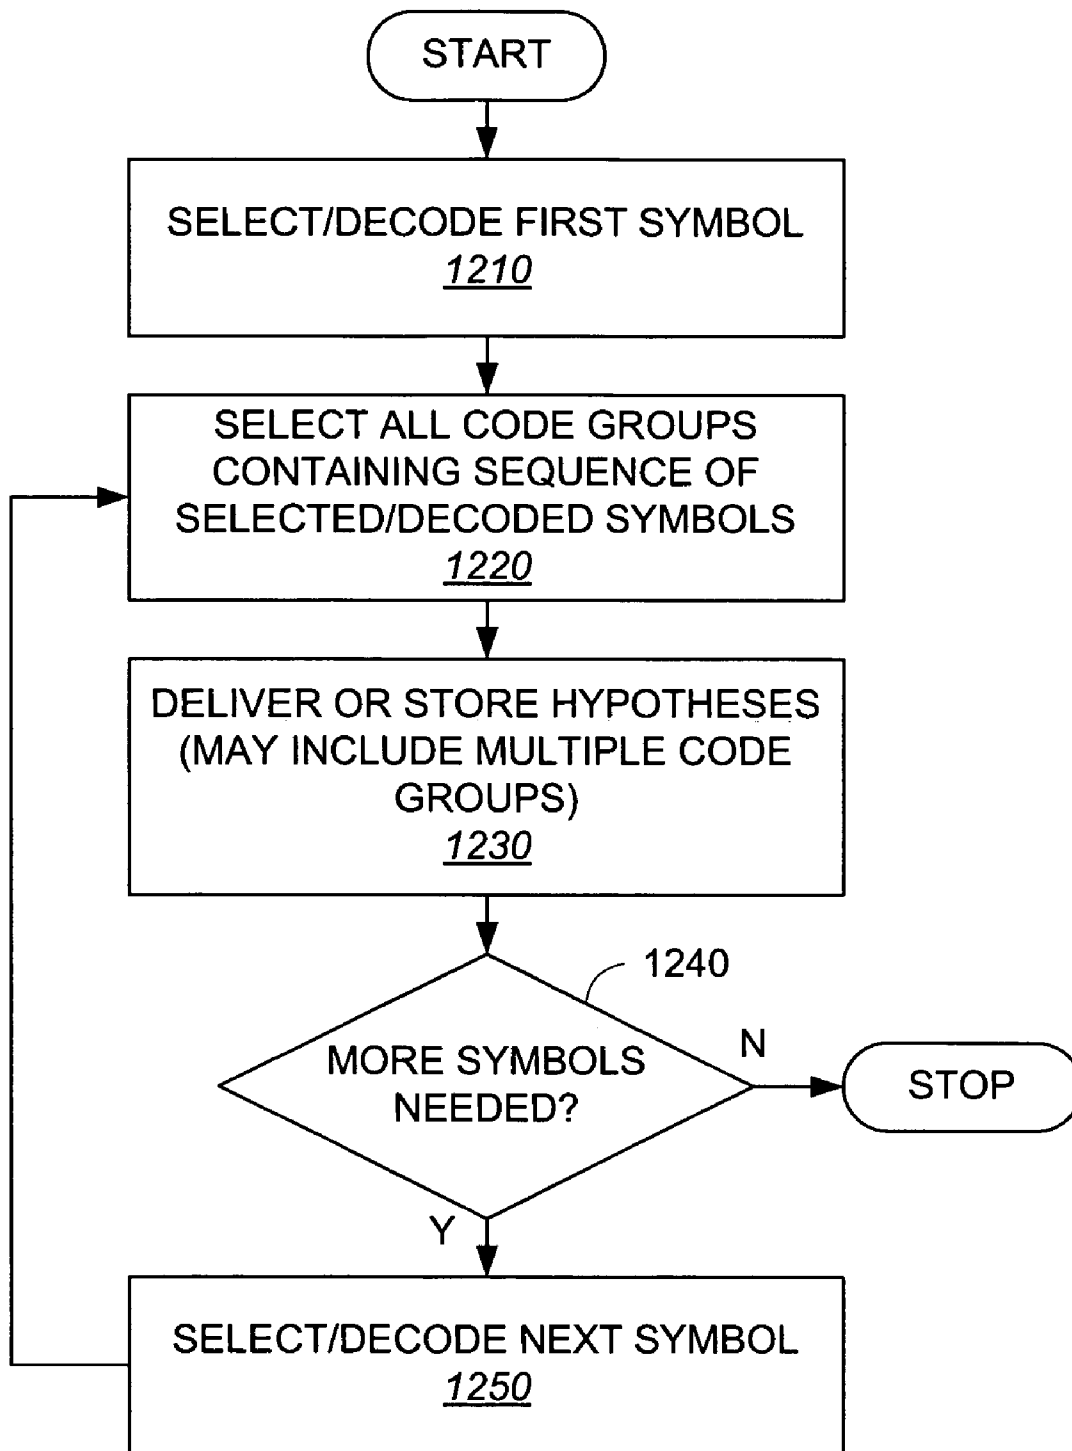 START
SELECT/DECODE FIRST SYMBOL
1210
SELECT ALL CODE GROUPS
CONTAINING SEQUENCE OF
SELECTED/DECODED SYMBOLS
1220
DELIVER OR STORE HYPOTHESES
(MAY INCLUDE MULTIPLE CODE
GROUPS)
1230
1240
MORE SYMBOLS
NEEDED?
N
STOP
Y
SELECT/DECODE NEXT SYMBOL
1250